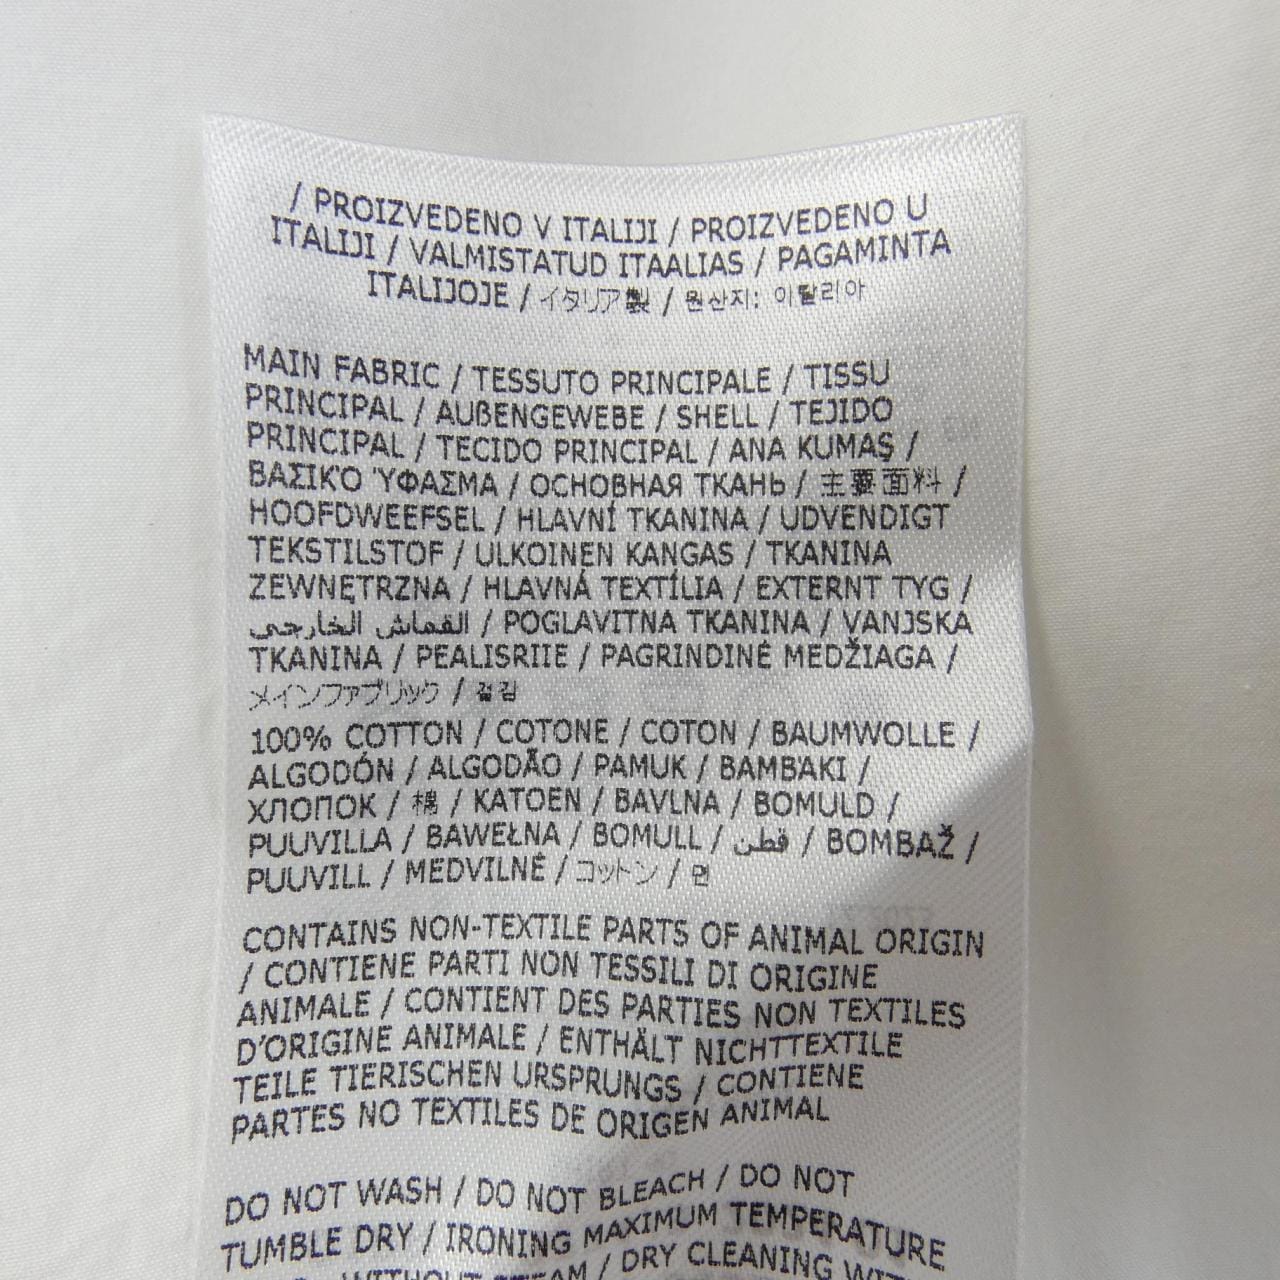 / PROIZVEDENO V ITALIJI / PROIZVEDENO U
ITALIJI / VALMISTATUD ITAALIAS / PAGAMINTA
ITALIJOJE / イタリア製 / 원산지: 이탈리아
MAIN FABRIC / TESSUTO PRINCIPALE / TISSU
PRINCIPAL / AUßENGEWEBE / SHELL / TEJIDO
PRINCIPAL / TECIDO PRINCIPAL / ANA KUMAŞ /
ΒΑΣΙΚΌ ΎΦΑΣΜΑ / ОСНОВНАЯ ТКАНЬ / 主要面料 /
HOOFDWEEFSEL / HLAVNÍ TKANINA / UDVENDIGT
TEKSTILSTOF / ULKOINEN KANGAS / TKANINA
ZEWNĘTRZNA / HLAVNÁ TEXTÍLIA / EXTERNT TYG /
القماش الخارجي / POGLAVITNA TKANINA / VANJSKA
TKANINA / PEALISRIIE / PAGRINDINĖ MEDŽIAGA /
メインファブリック / 겉감
100% COTTON / COTONE / COTON / BAUMWOLLE /
ALGODÓN / ALGODÃO / PAMUK / ΒΑΜΒΆΚΙ /
ХЛОПОК / 棉 / KATOEN / BAVLNA / BOMULD /
PUUVILLA / BAWEŁNA / BOMULL / قطن / BOMBAŽ /
PUUVILL / MEDVILNĖ / コットン / 면
CONTAINS NON-TEXTILE PARTS OF ANIMAL ORIGIN
/ CONTIENE PARTI NON TESSILI DI ORIGINE
ANIMALE / CONTIENT DES PARTIES NON TEXTILES
D'ORIGINE ANIMALE / ENTHÄLT NICHTTEXTILE
TEILE TIERISCHEN URSPRUNGS / CONTIENE
PARTES NO TEXTILES DE ORIGEN ANIMAL
DO NOT WASH / DO NOT BLEACH / DO NOT
TUMBLE DRY / IRONING MAXIMUM TEMPERATURE
WITHOUT STEAM / DRY CLEANING WITH